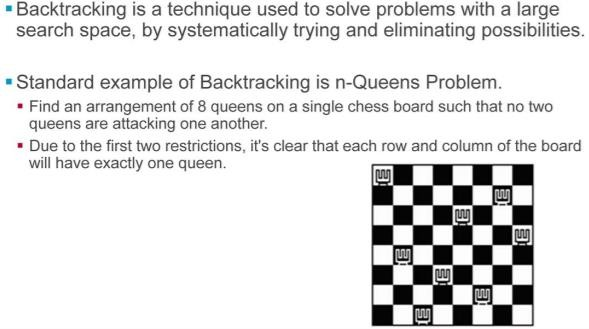 Backtracking is a technique used to solve problems with a large
search space, by systematically trying and eliminating possibilities.
Standard example of Backtracking is n-Queens Problem.
Find an arrangement of 8 queens on a single chess board such that no two
queens are attacking one another.
Due to the first two restrictions, it's clear that each row and column of the board
will have exactly one queen.